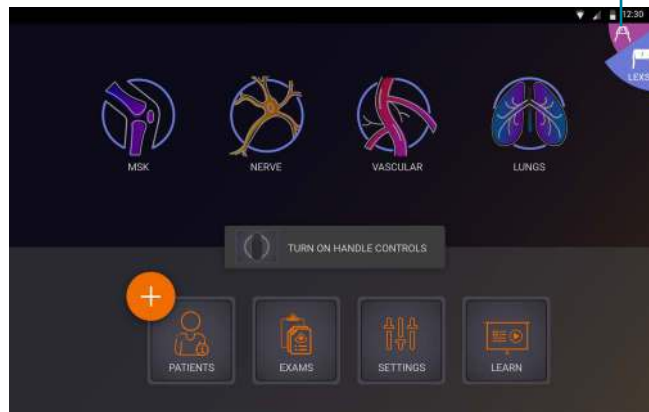 12:30
LEXS
MSK
NERVE
VASCULAR
LUNGS
TURN ON HANDLE CONTROLS
PATIENTS
EXAMS
SETTINGS
LEARN